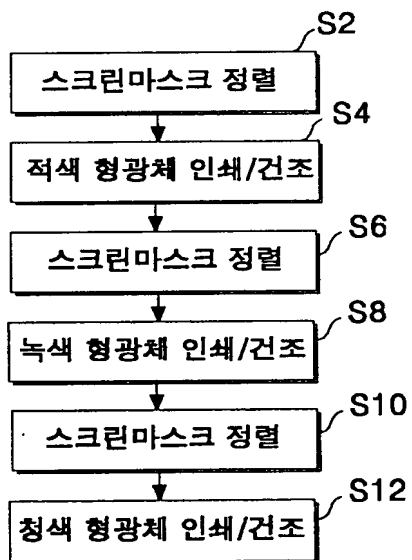 S2
스크린마스크 정렬
S4
적색 형광체 인쇄/건조
S6
스크린마스크 정렬
S8
녹색 형광체 인쇄/건조
S10
스크린마스크 정렬
S12
청색 형광체 인쇄/건조